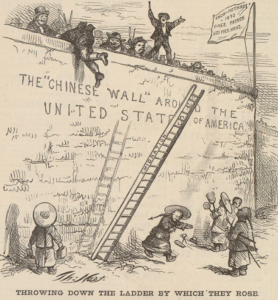 THE "CHINESE WALL" AROUND THE
UNITED STATES OF AMERICA
Th. Nast
THROWING DOWN THE LADDER BY WHICH THEY ROSE